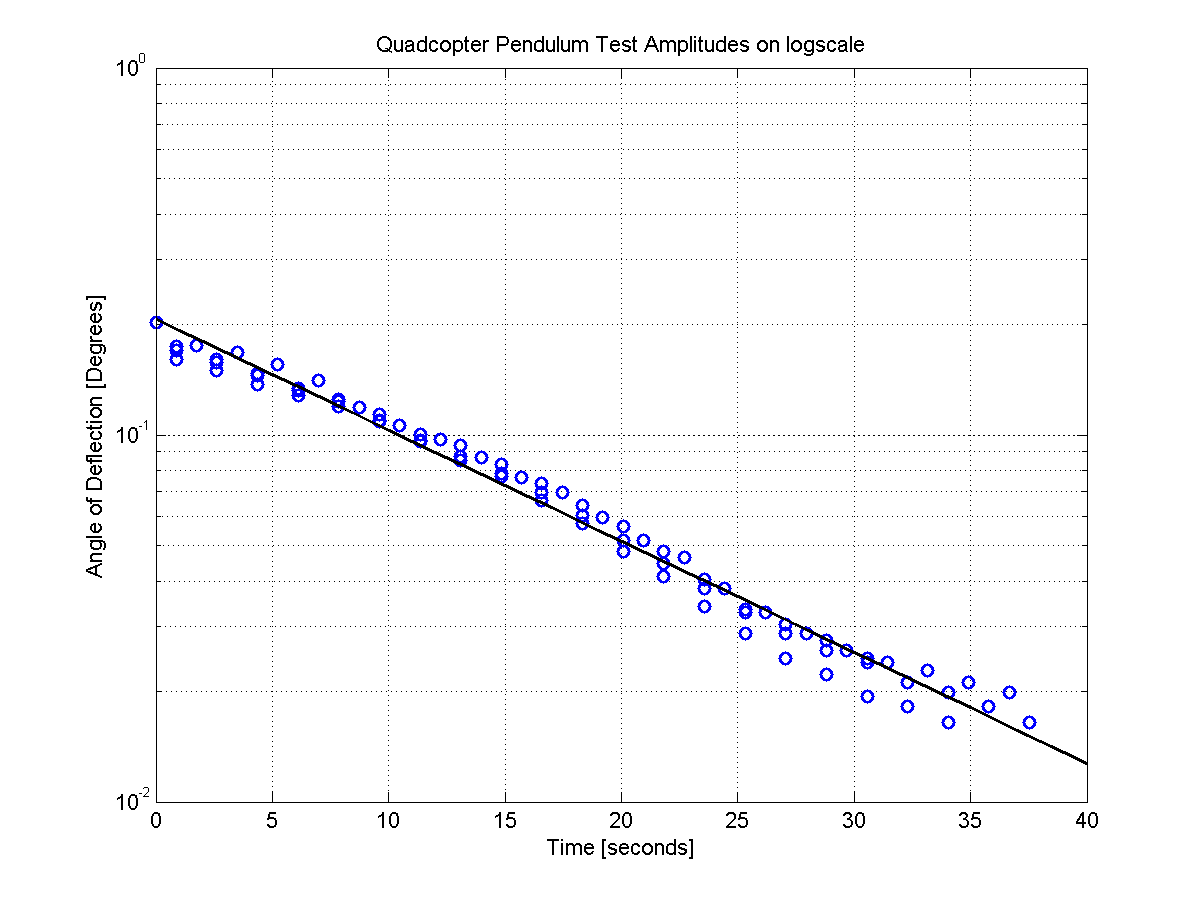 Quadcopter Pendulum Test Amplitudes on logscale
10^0
10^-1
10^-2
Angle of Deflection [Degrees]
0 5 10 15 20 25 30 35 40
Time [seconds]